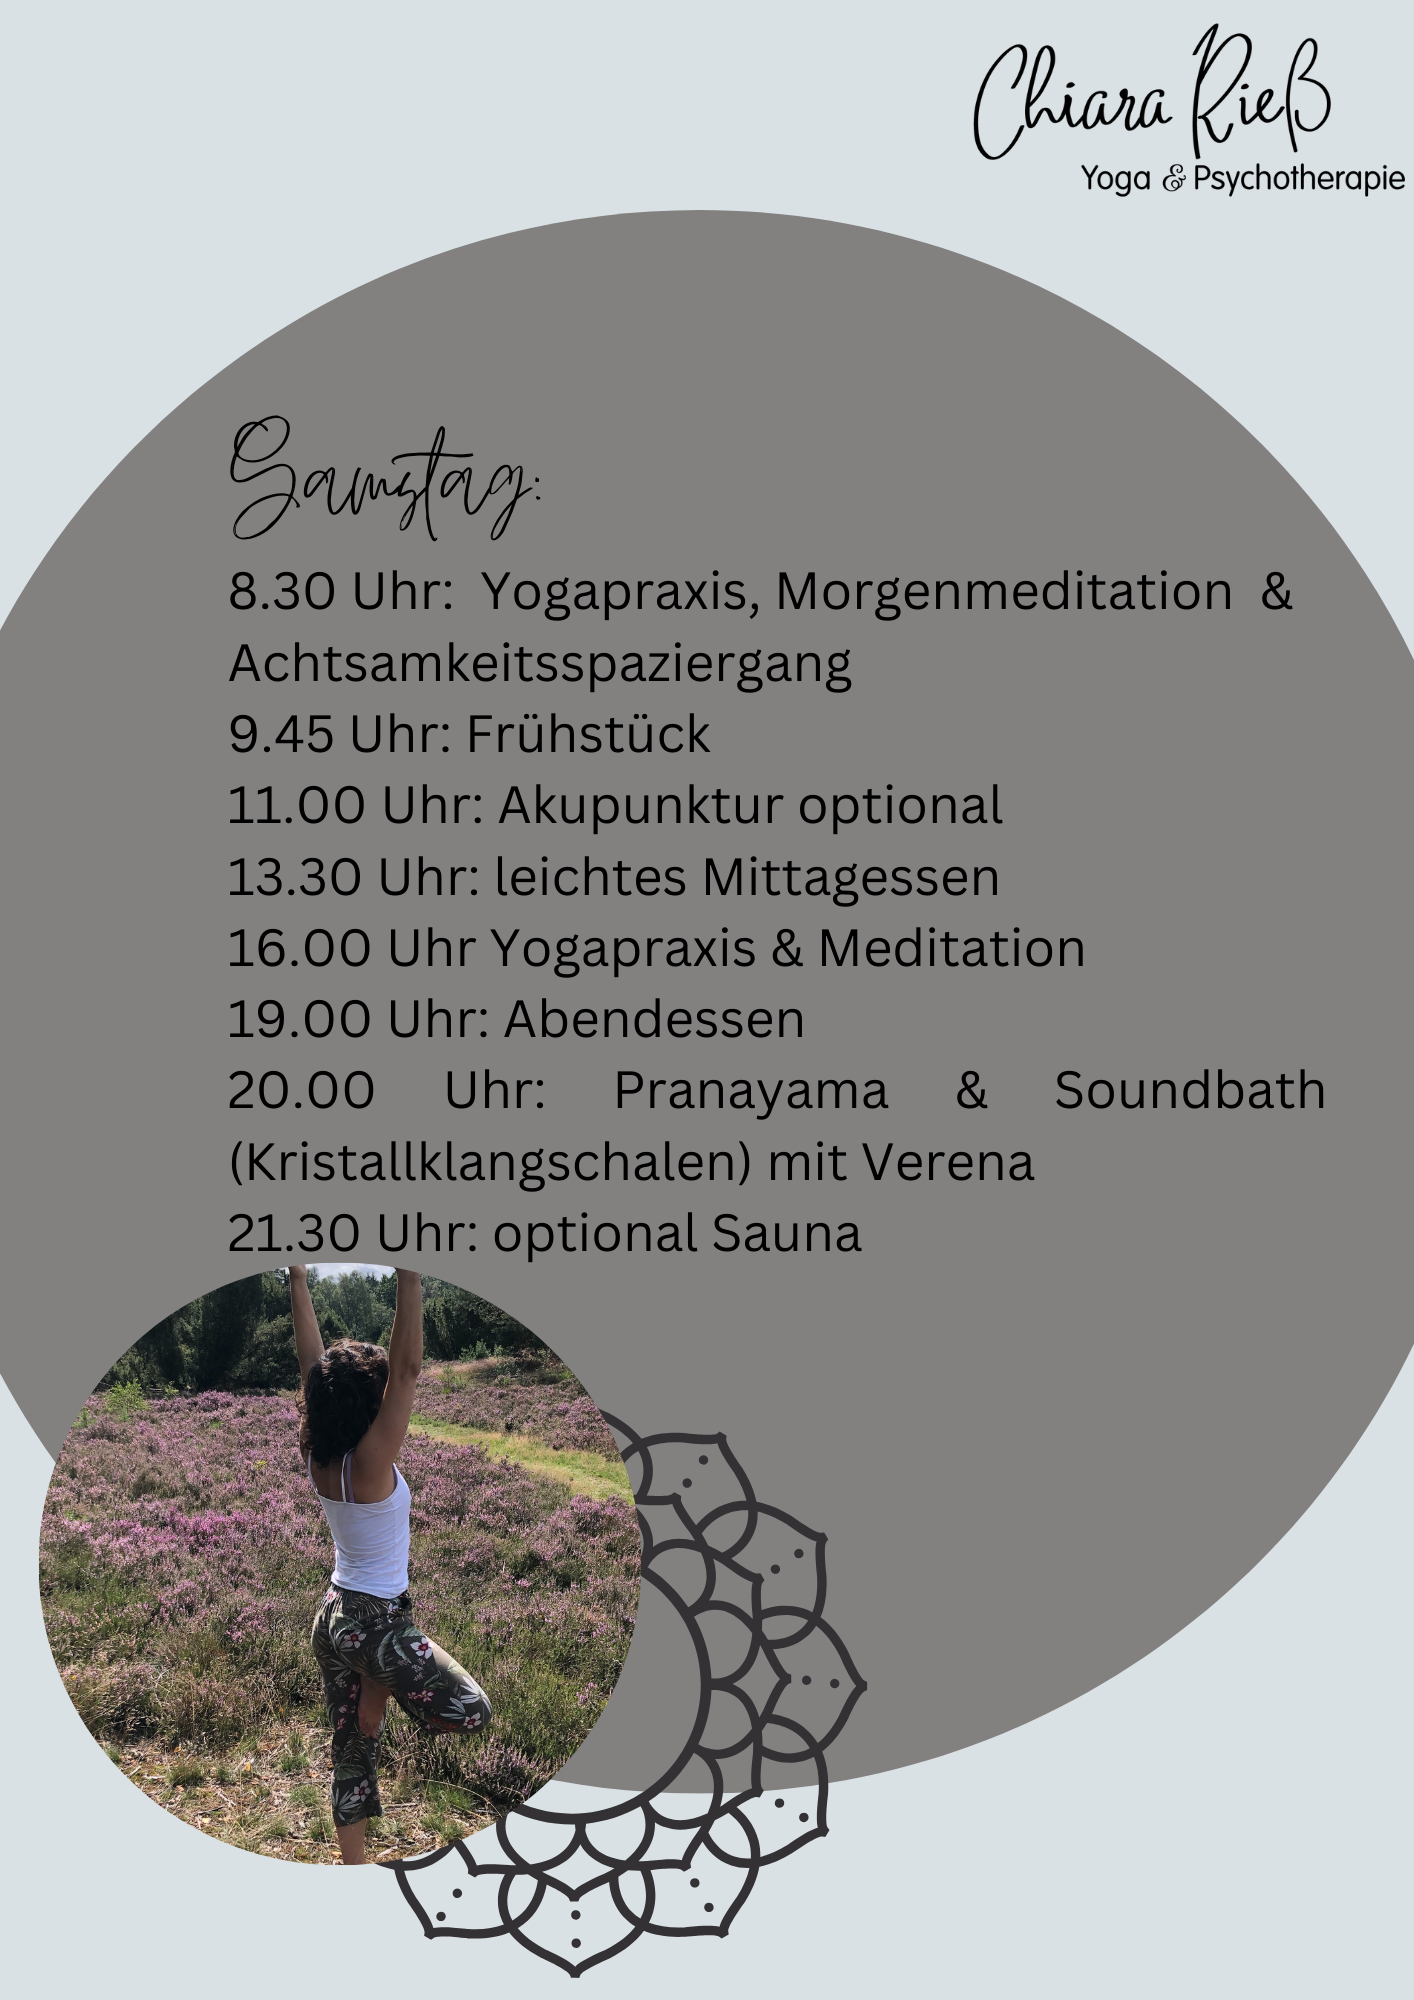 Chiara Rieß
Yoga & Psychotherapie
Samstag:
8.30 Uhr: Yogapraxis, Morgenmeditation &
Achtsamkeitsspaziergang
9.45 Uhr: Frühstück
11.00 Uhr: Akupunktur optional
13.30 Uhr: leichtes Mittagessen
16.00 Uhr Yogapraxis & Meditation
19.00 Uhr: Abendessen
20.00 Uhr: Pranayama & Soundbath
(Kristallklangschalen) mit Verena
21.30 Uhr: optional Sauna